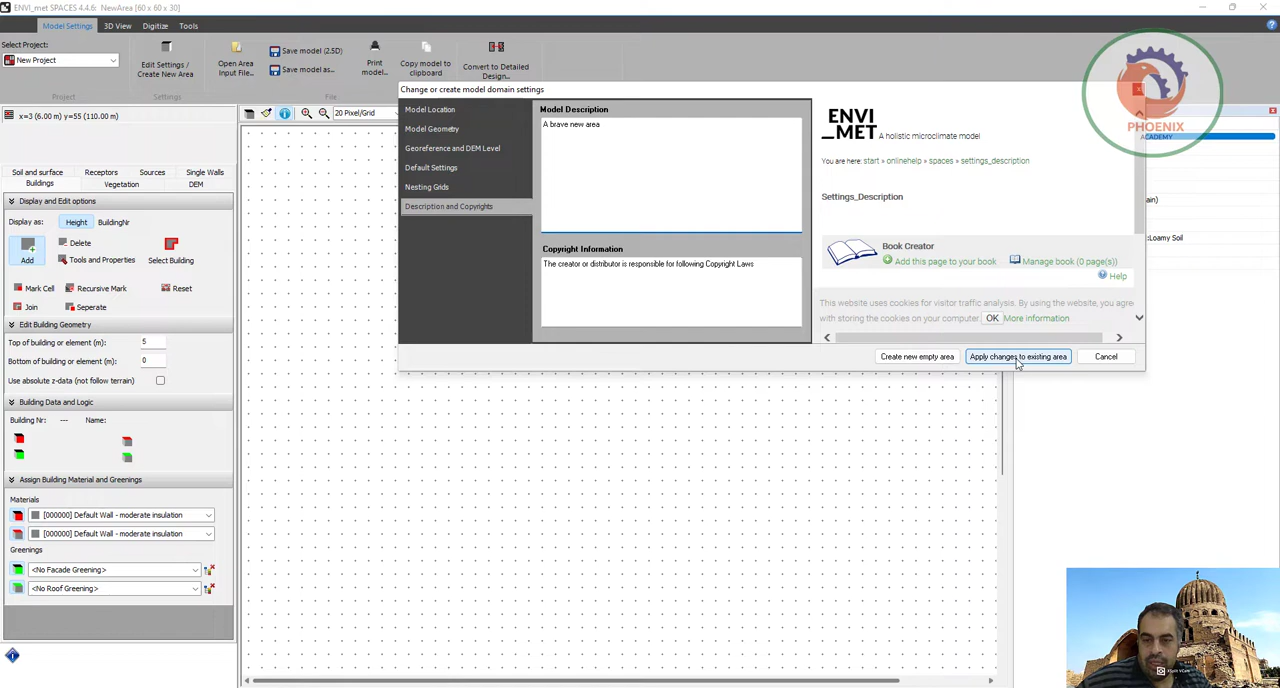 ENVI_met SPACES 4.4.6: NewArea [60 x 60 x 30]
Model Settings
3D View
Digitize
Tools
Select Project:
New Project
Project
Edit Settings /
Create New Area
Settings
Open Area
Input File...
Save model (2.5D)
Save model as...
File
Print
model...
Copy model to
clipboard
Convert to Detailed
Design...
PHOENIX
ACADEMY
x=3 (6.00 m) y=55 (110.00 m)
20 Pixel/Grid
Soil and surface
Receptors
Sources
Single Walls
Buildings
Vegetation
DEM
Display and Edit options
Display as:
Height
BuildingNr
Add
Delete
Tools and Properties
Select Building
Mark Cell
Rectangular Mark
Reset
Join
Seperate
Edit Building Geometry
Top of building or element (m):
5
Bottom of building or element (m):
0
Use absolute z-data (not follow terrain)
Building Data and Logic
Building Nr:
---
Name:
Assign Building Material and Greenings
Materials
[000000] Default Wall - moderate insulation
[000000] Default Wall - moderate insulation
Greenings
<No Facade Greening>
<No Roof Greening>
Change or create model domain settings
Model Location
Model Geometry
Georeference and DEM Level
Default Settings
Nesting Grids
Description and Copyrights
Model Description
A brave new area
Copyright Information
The creator or distributor is responsible for following Copyright Laws
ENVI
_MET
A holistic microclimate model
You are here: start » onlinehelp » spaces » settings_description
Settings_Description
Book Creator
Add this page to your book
Manage book (0 page(s))
Help
This website uses cookies for visitor traffic analysis. By using the website, you agree
with storing the cookies on your computer.
OK
More information
Create new empty area
Apply changes to existing area
Cancel
ain)
:Loamy Soil
XSplit VCam